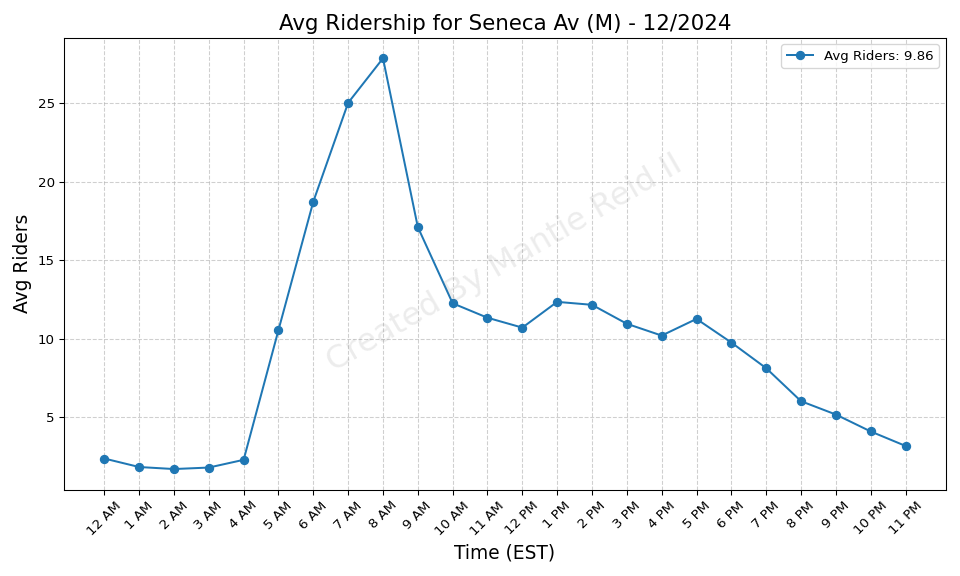 Avg Ridership for Seneca Av (M) - 12/2024
Avg Riders: 9.86
Avg Riders
25
20
15
10
5
Created By Mantie Reid II
12 AM
1 AM
2 AM
3 AM
4 AM
5 AM
6 AM
7 AM
8 AM
9 AM
10 AM
11 AM
12 PM
1 PM
2 PM
3 PM
4 PM
5 PM
6 PM
7 PM
8 PM
9 PM
10 PM
11 PM
Time (EST)